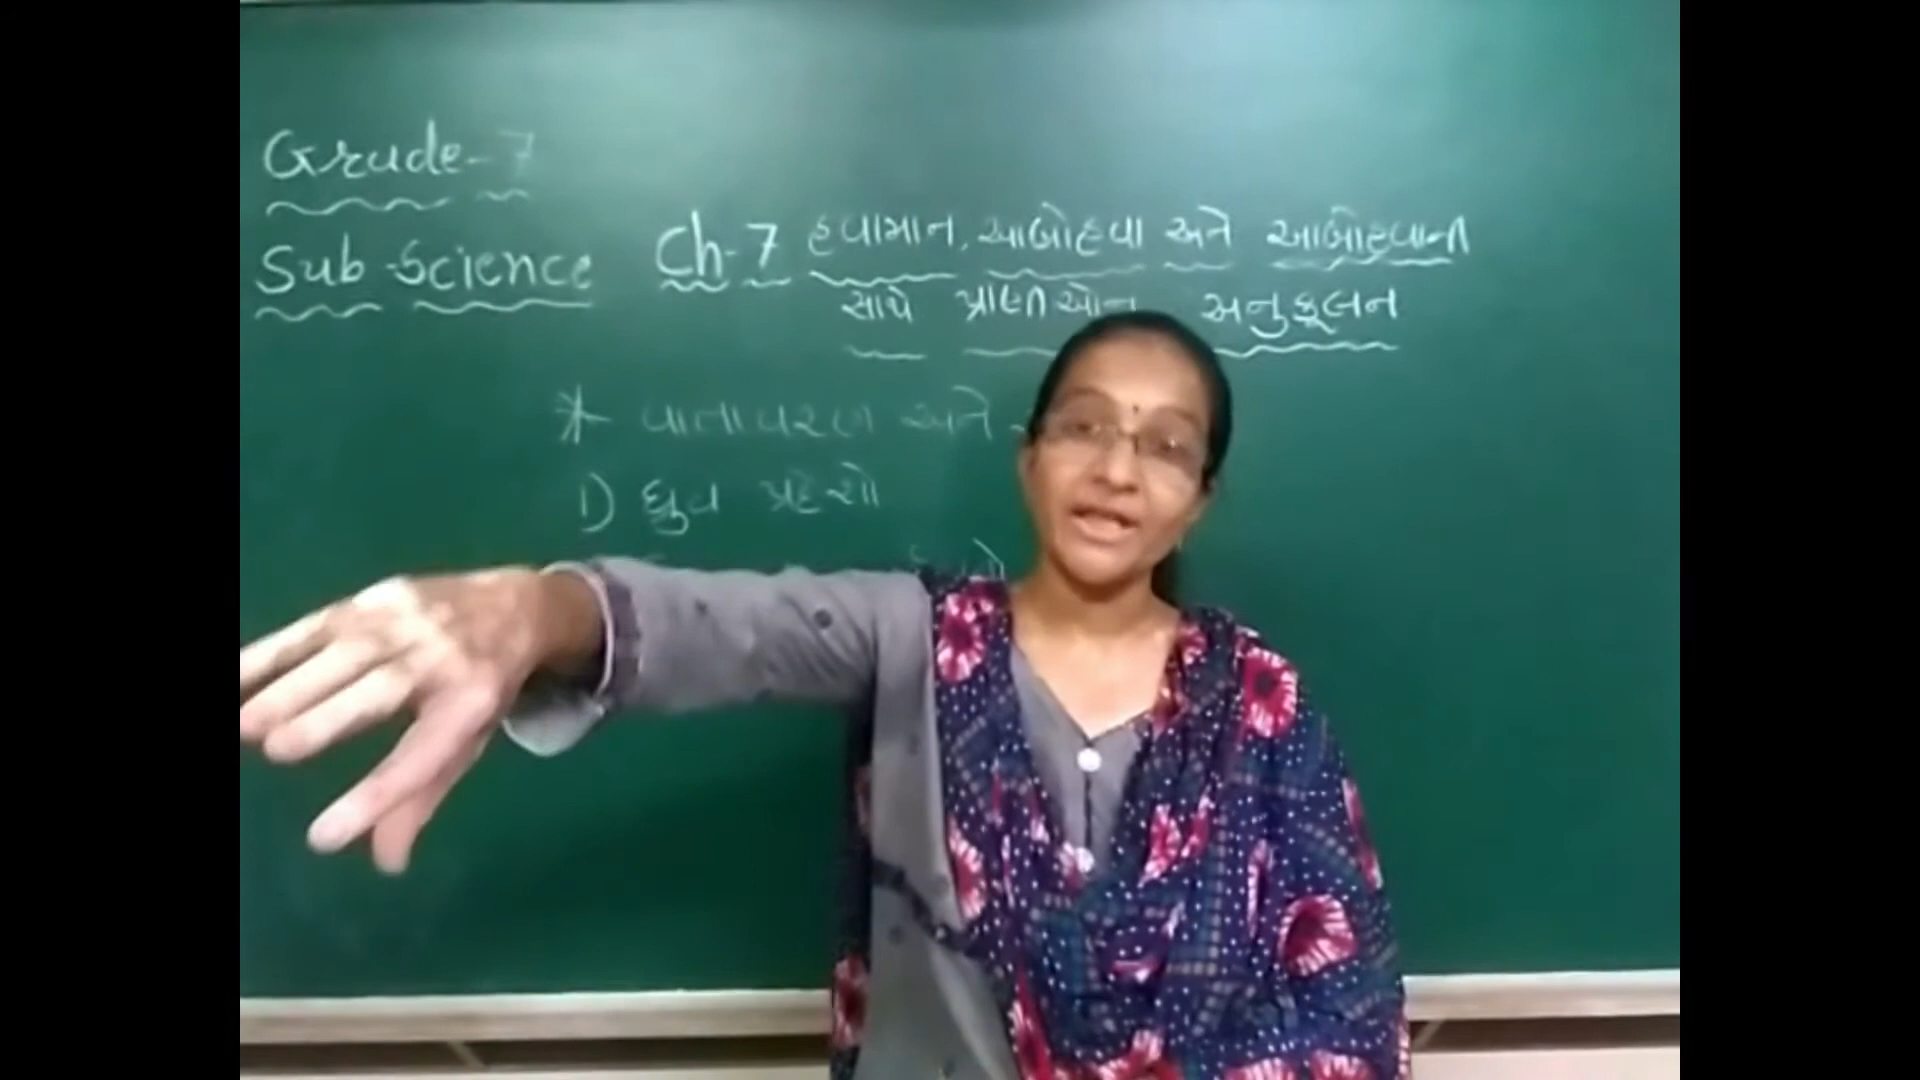 Grade-7
Sub-Science
Ch-7 હવામાન, આબોહવા અને આબોહવાની
સાથે પ્રાણીઓનું અનુકૂલન
* વાતાવરણ અને
1) ધ્રુવ પ્રદેશો